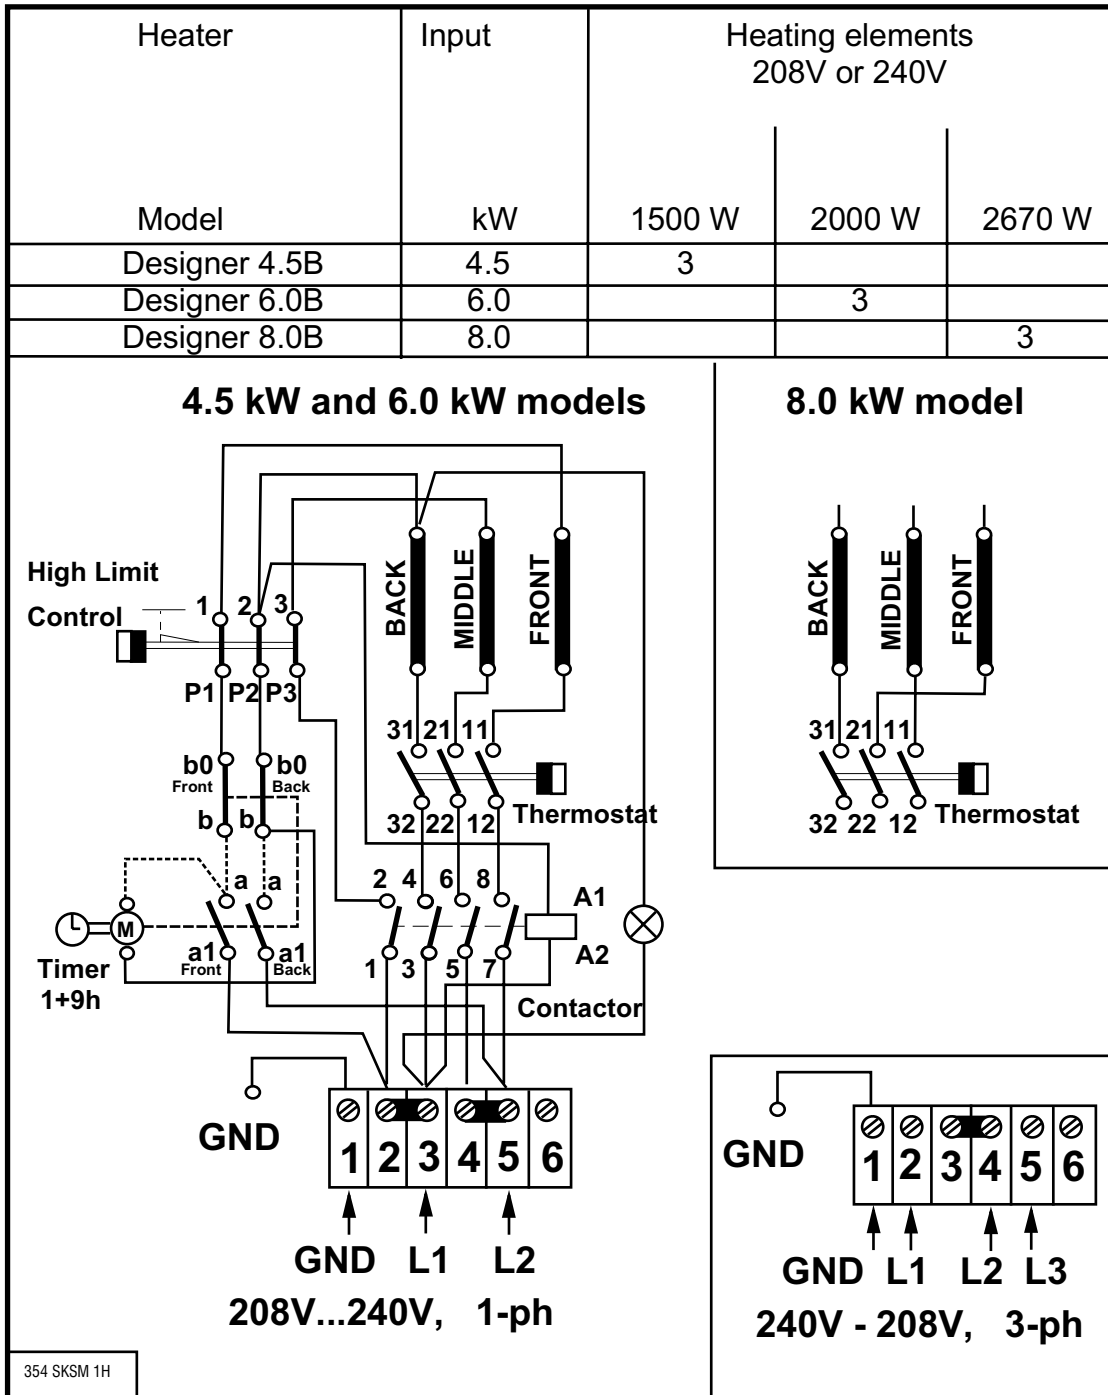 Heater Input Heating elements
208V or 240V
Model kW 1500 W 2000 W 2670 W
Designer 4.5B 4.5 3
Designer 6.0B 6.0 3
Designer 8.0B 8.0 3
4.5 kW and 6.0 kW models
High Limit
Control
1 2 3
P1 P2 P3
BACK
MIDDLE
FRONT
31 21 11
Thermostat
32 22 12
b0 b0
Front Back
b b
a a
M
a1 a1
Front Back
Timer
1+9h
2 4 6 8
A1
A2
1 3 5 7
Contactor
GND
1 2 3 4 5 6
GND L1 L2
208V...240V, 1-ph
8.0 kW model
BACK
MIDDLE
FRONT
31 21 11
32 22 12
Thermostat
GND
1 2 3 4 5 6
GND L1 L2 L3
240V - 208V, 3-ph
354 SKSM 1H